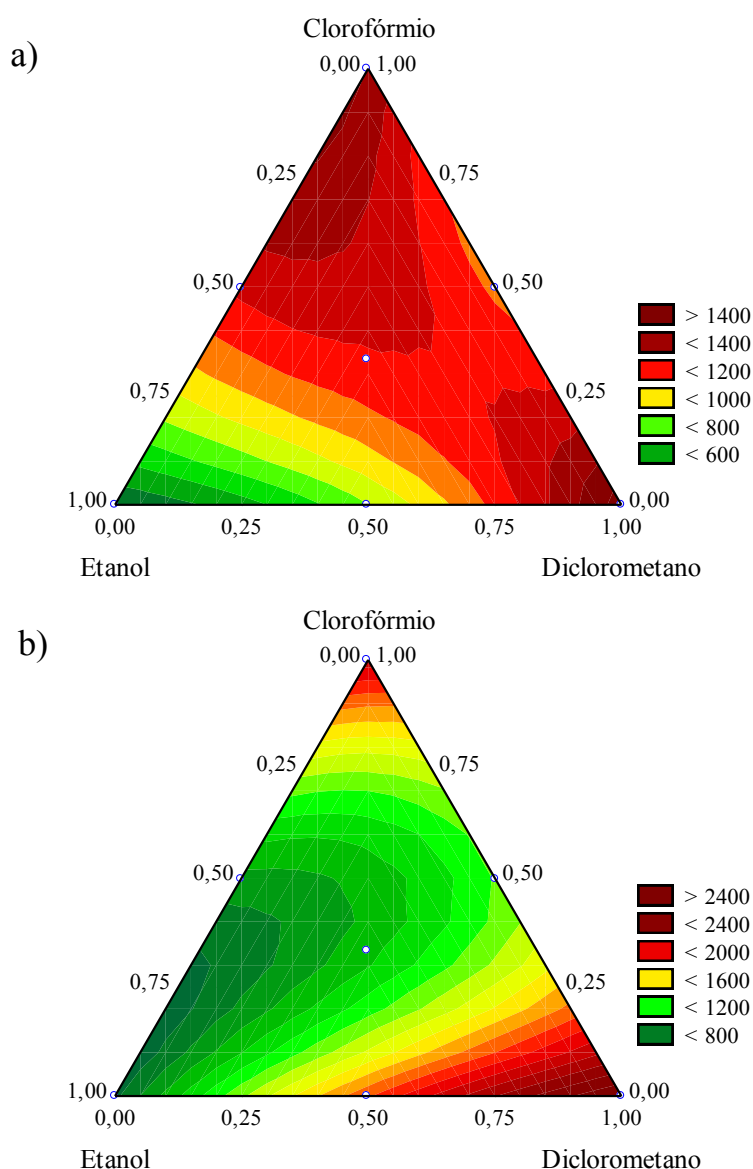 Clorofórmio
a)
0,00 1,00
0,25 0,75
0,50 0,50
> 1400
< 1400
< 1200
< 1000
< 800
< 600
0,75 0,25
1,00 0,00
0,00 0,25 0,50 0,75 1,00
Etanol Diclorometano
Clorofórmio
b)
0,00 1,00
0,25 0,75
0,50 0,50
> 2400
< 2400
< 2000
< 1600
< 1200
< 800
0,75 0,25
1,00 0,00
0,00 0,25 0,50 0,75 1,00
Etanol Diclorometano